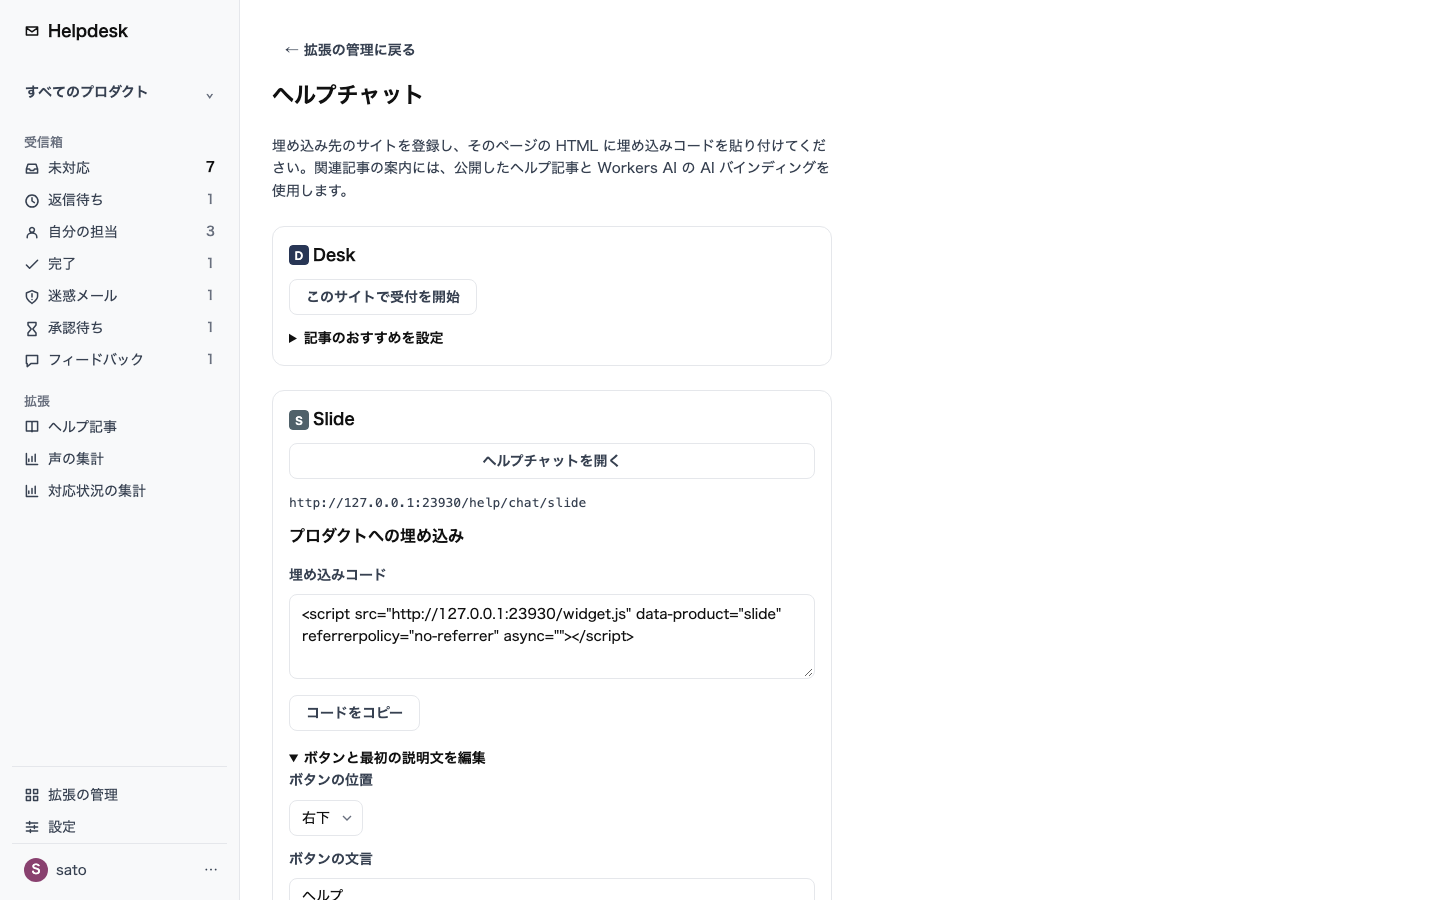 Helpdesk
すべてのプロダクト
受信箱
未対応 7
返信待ち 1
自分の担当 3
完了 1
迷惑メール 1
承認待ち 1
フィードバック 1
拡張
ヘルプ記事
声の集計
対応状況の集計
拡張の管理
設定
S sato ...
← 拡張の管理に戻る
ヘルプチャット
埋め込み先のサイトを登録し、そのページの HTML に埋め込みコードを貼り付けてくだ
さい。関連記事の案内には、公開したヘルプ記事と Workers AI の AI バインディングを
使用します。
D Desk
このサイトで受付を開始
▶ 記事のおすすめを設定
S Slide
ヘルプチャットを開く
http://127.0.0.1:23930/help/chat/slide
プロダクトへの埋め込み
埋め込みコード
<script src="http://127.0.0.1:23930/widget.js" data-product="slide"
referrerpolicy="no-referrer" async=""></script>
コードをコピー
▼ ボタンと最初の説明文を編集
ボタンの位置
右下
ボタンの文言
ヘルプ